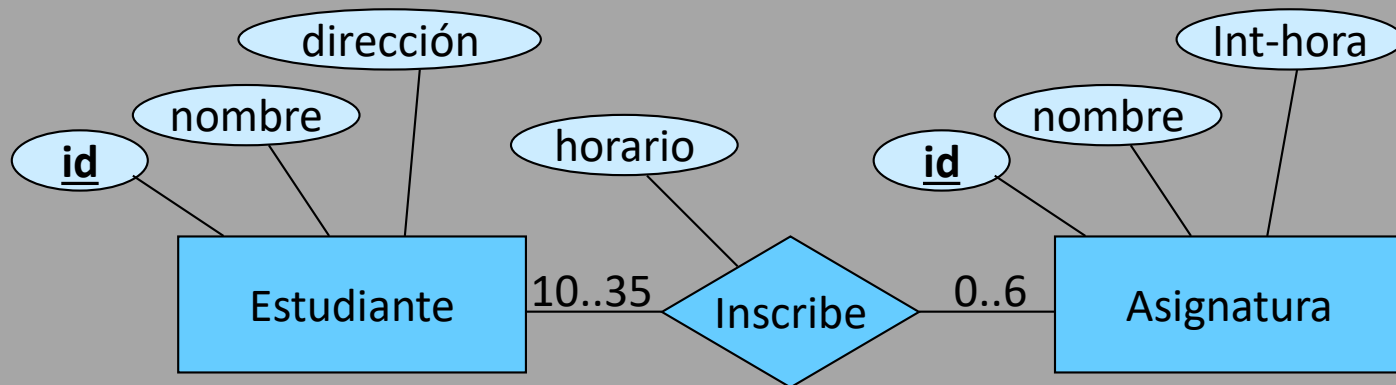 dirección
Int-hora
nombre
nombre
horario
id
id
10..35
0..6
Estudiante
Inscribe
Asignatura